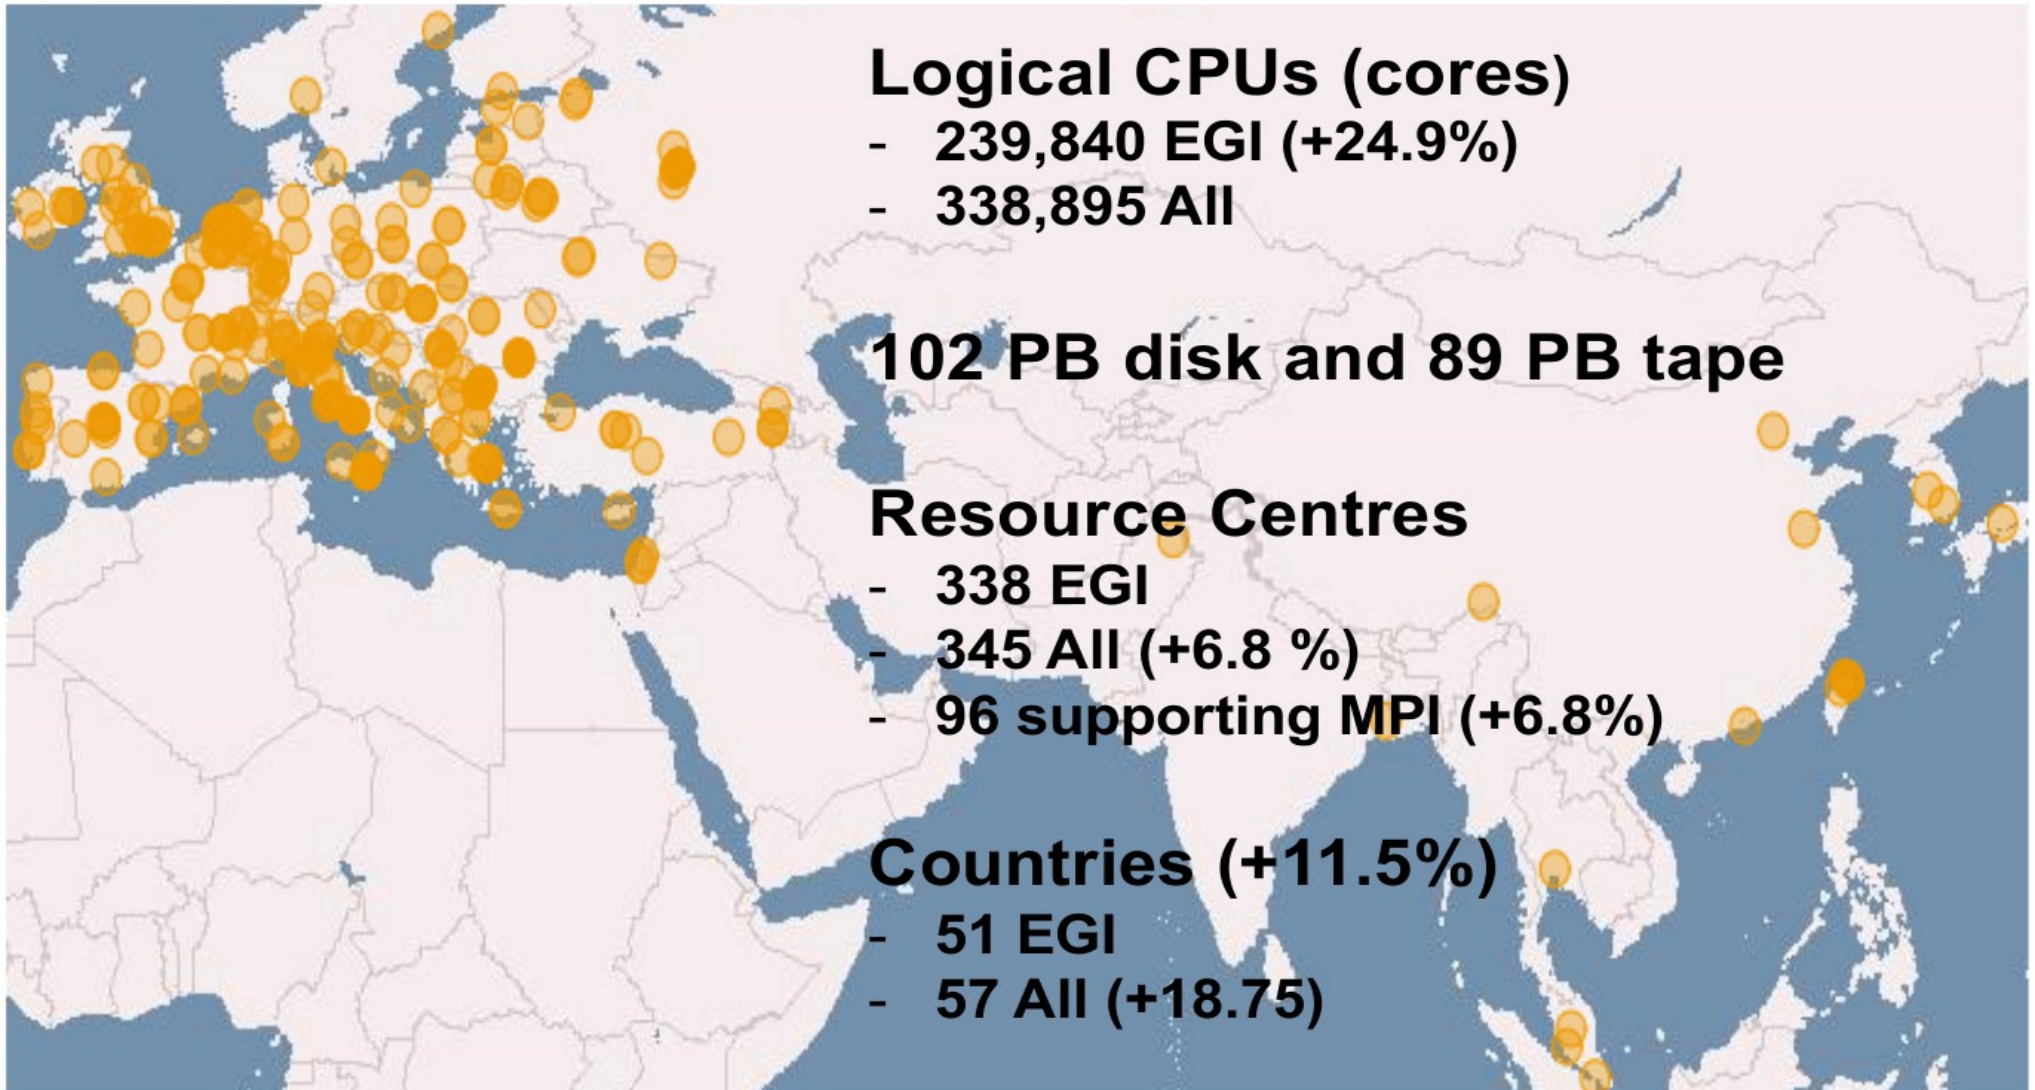 Logical CPUs (cores)
- 239,840 EGI (+24.9%)
- 338,895 All
102 PB disk and 89 PB tape
Resource Centres
- 338 EGI
- 345 All (+6.8 %)
- 96 supporting MPI (+6.8%)
Countries (+11.5%)
- 51 EGI
- 57 All (+18.75)